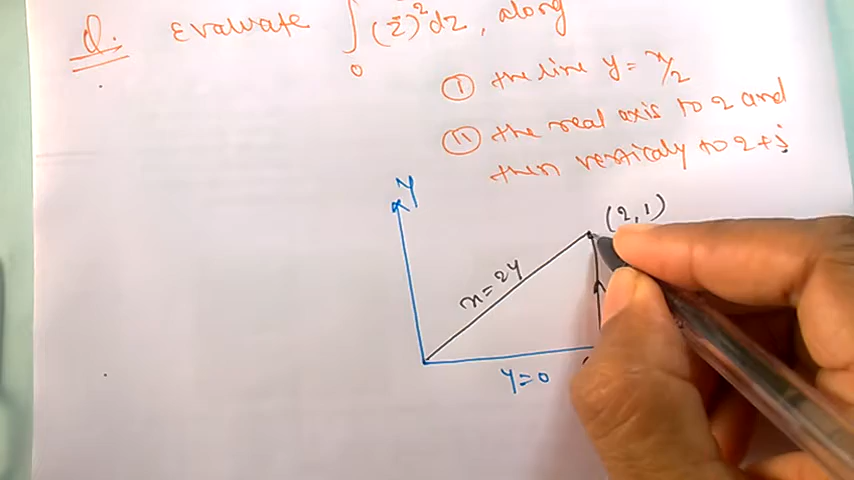 Q. Evaluate ∫₀ (z̄)² dz, along
(I) the line y = x/2
(II) the real axis to 2 and
then verticaly to 2+i
Y
(2,1)
x=2y
y=0